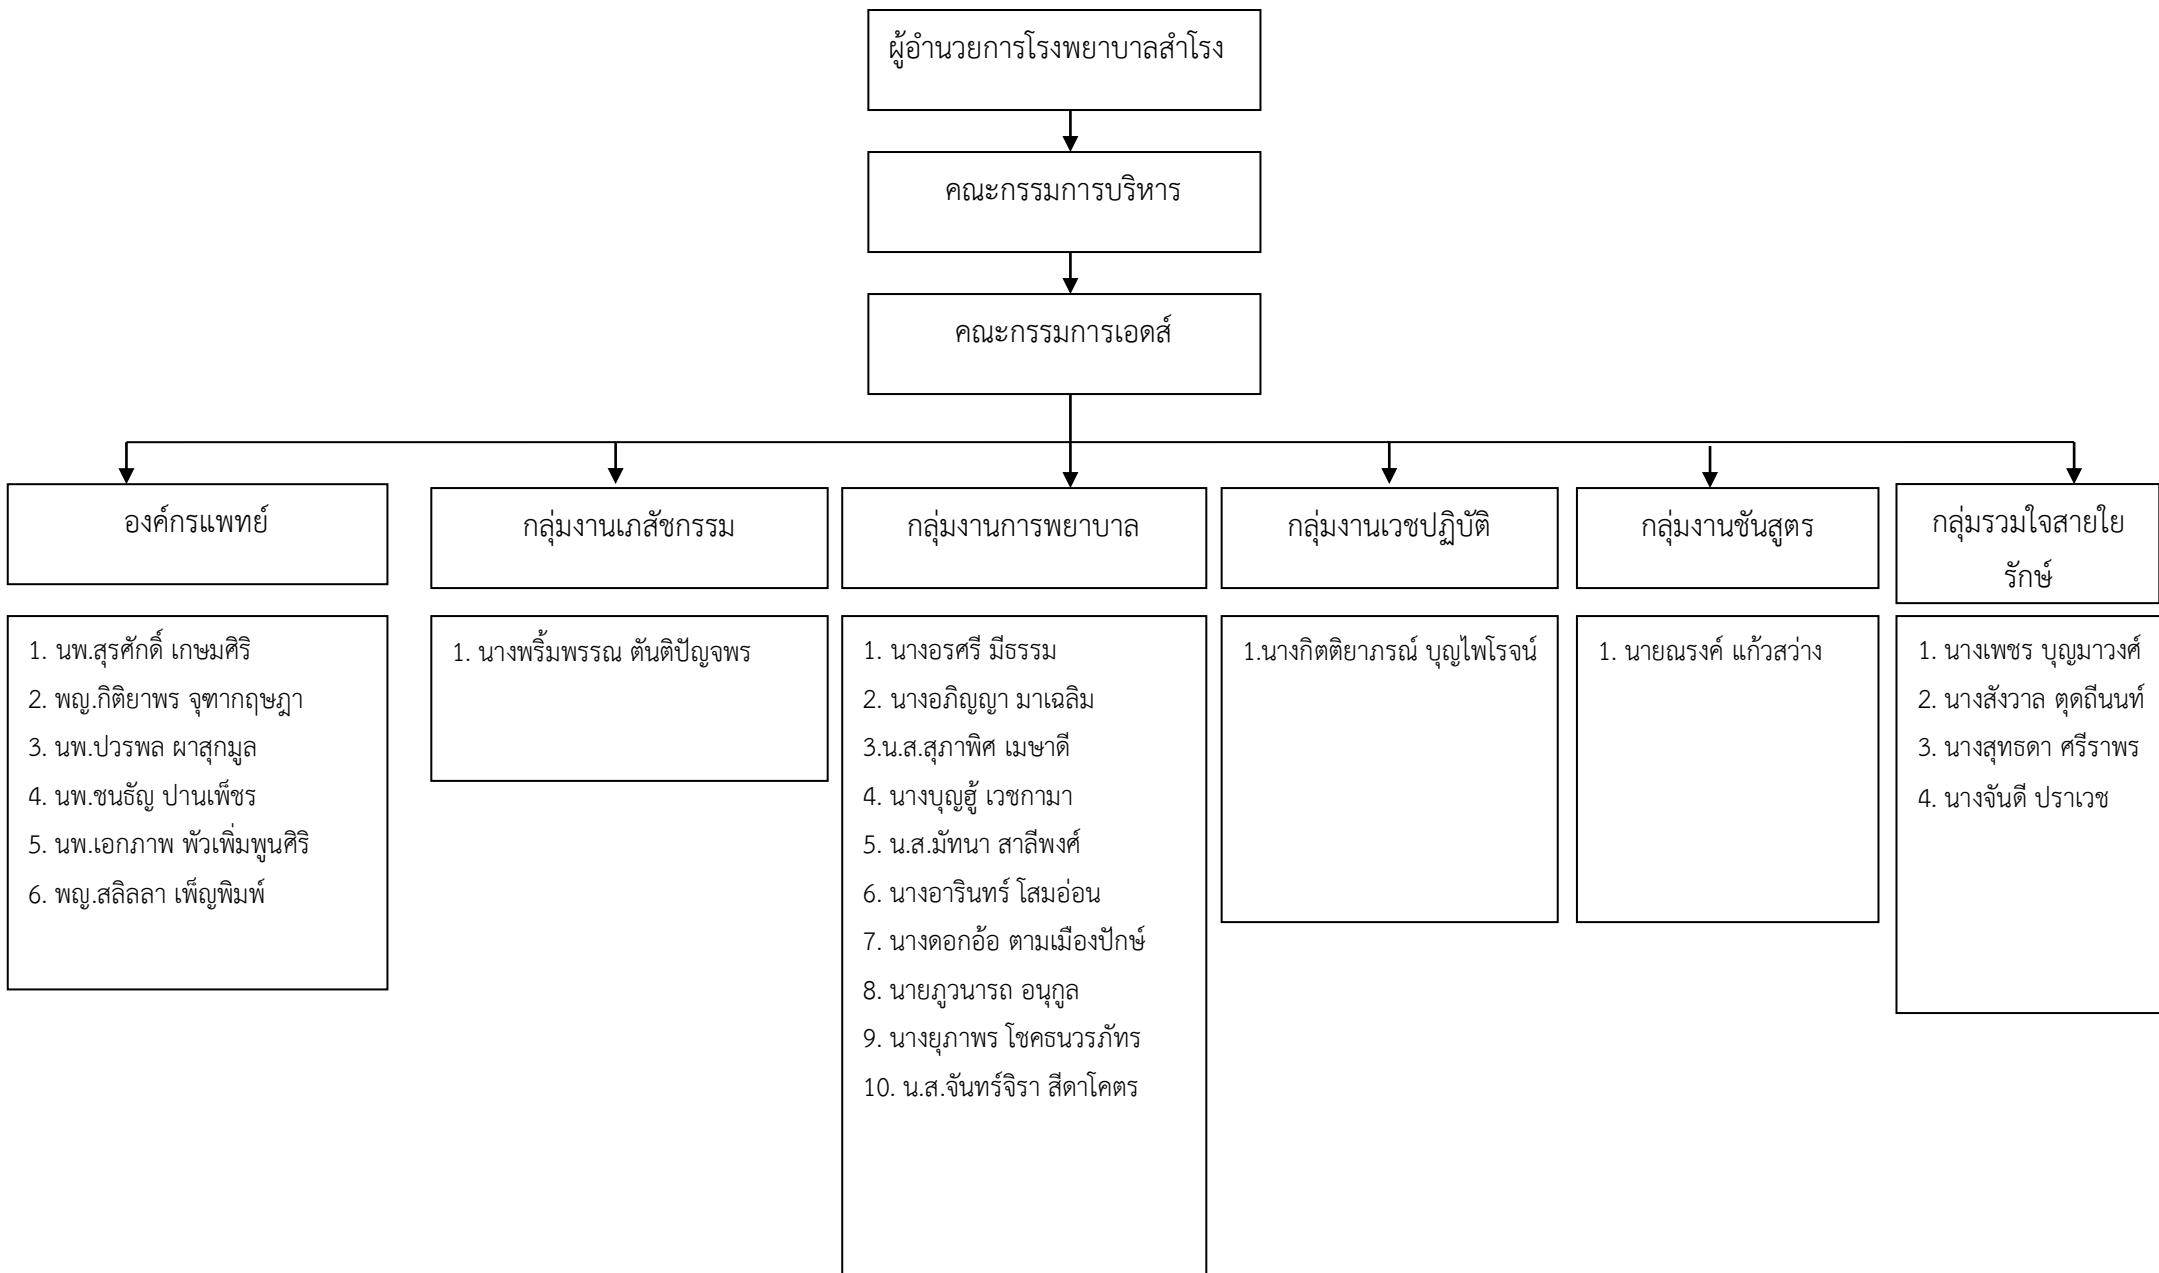 ผู้อำนวยการโรงพยาบาลสำโรง
คณะกรรมการบริหาร
คณะกรรมการเอดส์
องค์กรแพทย์
กลุ่มงานเภสัชกรรม
กลุ่มงานการพยาบาล
กลุ่มงานเวชปฏิบัติ
กลุ่มงานชันสูตร
กลุ่มรวมใจสายใย
รักษ์
1. นพ.สุรศักดิ์ เกษมศิริ
2. พญ.กิติยาพร จุฑากฤษฎา
3. นพ.ปวรพล ผาสุกมูล
4. นพ.ชนธัญ ปานเพ็ชร
5. นพ.เอกภาพ พัวเพิ่มพูนศิริ
6. พญ.สลิลลา เพ็ญพิมพ์
1. นางพริ้มพรรณ ตันติปัญจพร
1. นางอรศรี มีธรรม
2. นางอภิญญา มาเฉลิม
3.น.ส.สุภาพิศ เมษาดี
4. นางบุญฮู้ เวชกามา
5. น.ส.มัทนา สาลีพงศ์
6. นางอารินทร์ โสมอ่อน
7. นางดอกอ้อ ตามเมืองปักษ์
8. นายภูวนารถ อนุกูล
9. นางยุภาพร โชคธนวรภัทร
10. น.ส.จันทร์จิรา สีดาโคตร
1.นางกิตติยาภรณ์ บุญไพโรจน์
1. นายณรงค์ แก้วสว่าง
1. นางเพชร บุญมาวงศ์
2. นางสังวาล ตุดถีนนท์
3. นางสุทธดา ศรีราพร
4. นางจันดี ปราเวช